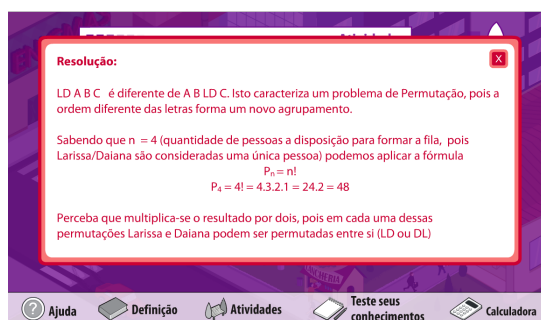 Resolução:
X
LD A B C é diferente de A B LD C. Isto caracteriza um problema de Permutação, pois a
ordem diferente das letras forma um novo agrupamento.
Sabendo que n = 4 (quantidade de pessoas a disposição para formar a fila, pois
Larissa/Daiana são consideradas uma única pessoa) podemos aplicar a fórmula
Pn = n!
P4 = 4! = 4.3.2.1 = 24.2 = 48
Perceba que multiplica-se o resultado por dois, pois em cada uma dessas
permutações Larissa e Daiana podem ser permutadas entre si (LD ou DL)
? Ajuda
Definição
Atividades
Teste seus
conhecimentos
Calculadora